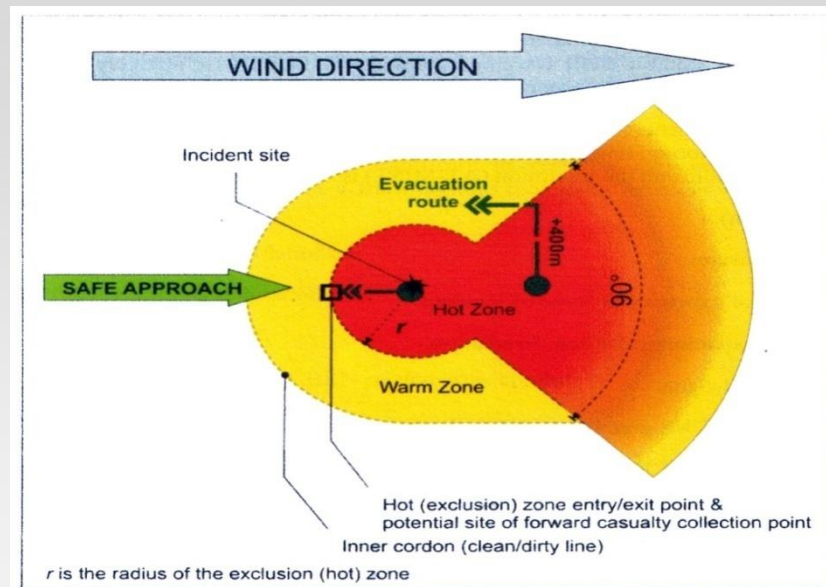 WIND DIRECTION
Incident site
Evacuation
route
+400m
SAFE APPROACH
Hot Zone
r
90°
Warm Zone
Hot (exclusion) zone entry/exit point &
potential site of forward casualty collection point
Inner cordon (clean/dirty line)
r is the radius of the exclusion (hot) zone